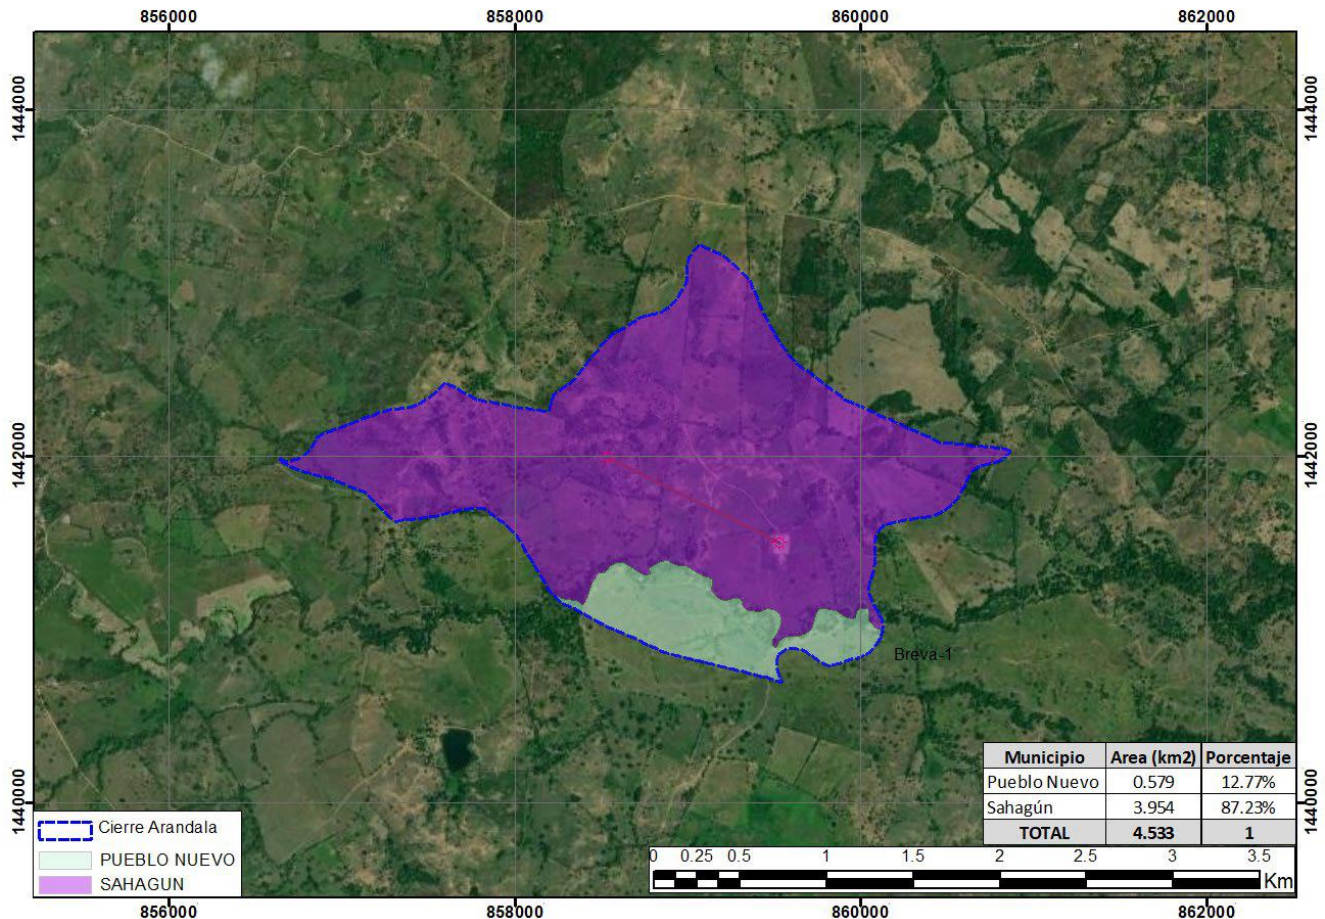 856000 858000 860000 862000
1444000 1444000
1442000 1442000
Breva-1
Municipio Area (km2) Porcentaje
Pueblo Nuevo 0.579 12.77%
Sahagún 3.954 87.23%
TOTAL 4.533 1
1440000 1440000
Cierre Arandala
PUEBLO NUEVO
SAHAGUN
0 0.25 0.5 1 1.5 2 2.5 3 3.5
Km
856000 858000 860000 862000